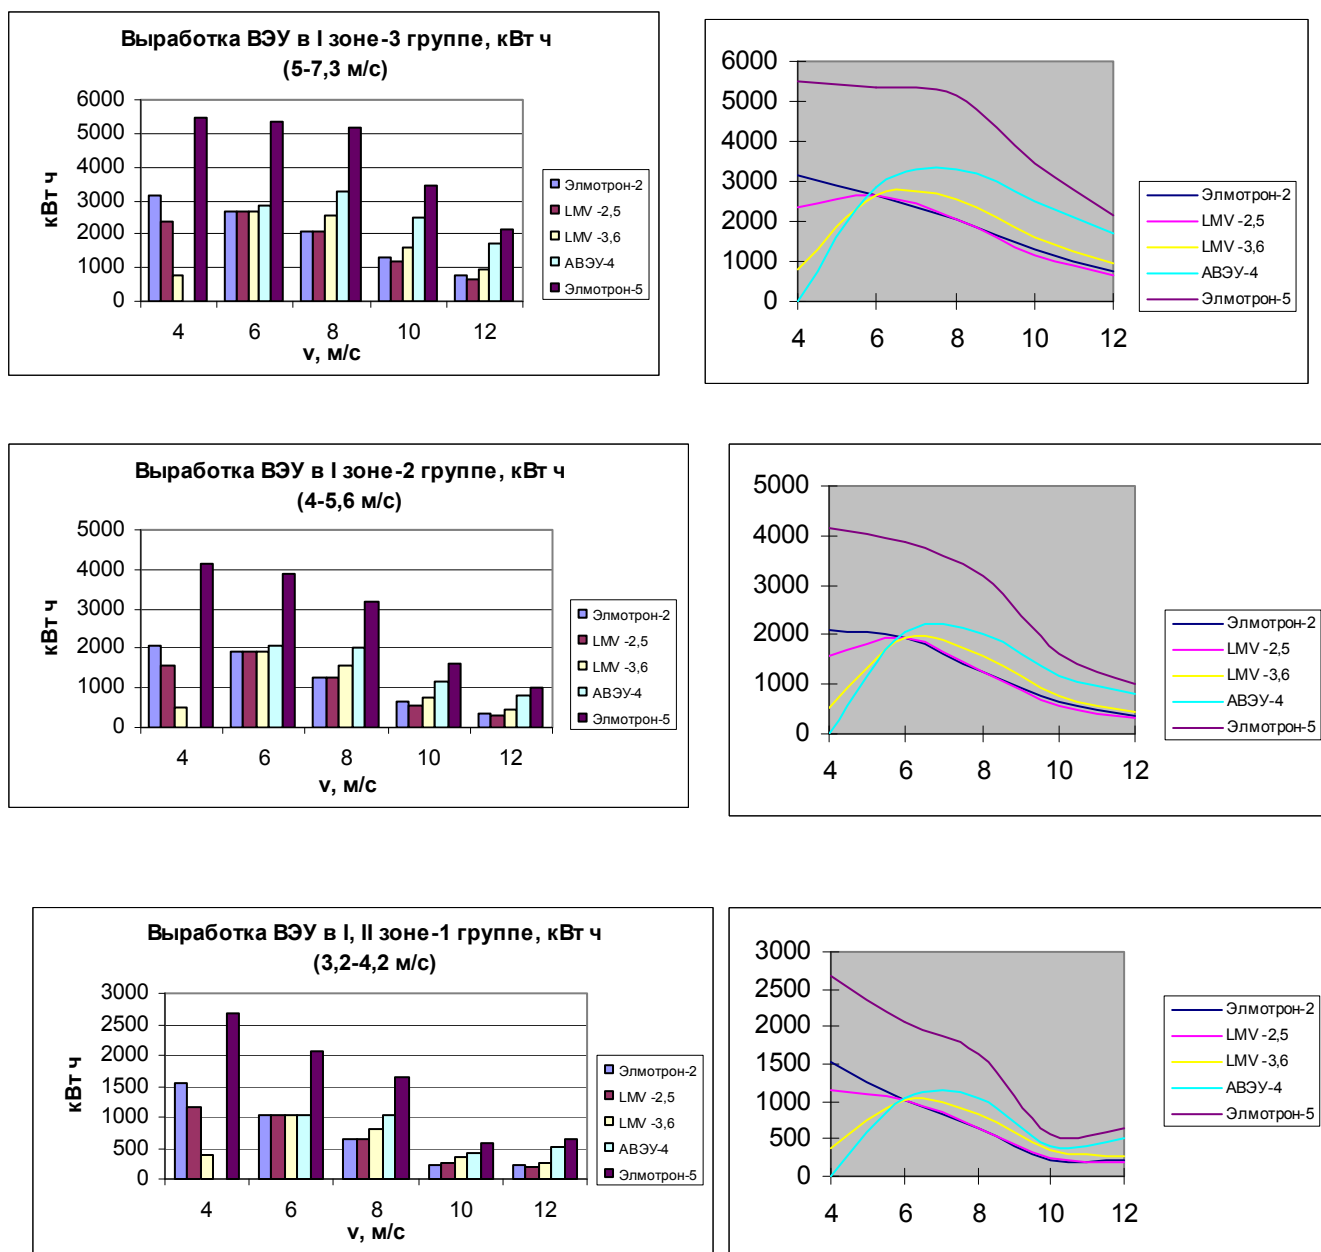 Выработка ВЭУ в I зоне-3 группе, кВт ч
(5-7,3 м/с)
кВт ч
6000
5000
4000
3000
2000
1000
0
4 6 8 10 12
v, м/с
Элмотрон-2
LMV -2,5
LMV -3,6
АВЭУ-4
Элмотрон-5
6000
5000
4000
3000
2000
1000
0
4 6 8 10 12
Элмотрон-2
LMV -2,5
LMV -3,6
АВЭУ-4
Элмотрон-5
Выработка ВЭУ в I зоне-2 группе, кВт ч
(4-5,6 м/с)
кВт ч
5000
4000
3000
2000
1000
0
4 6 8 10 12
v, м/с
Элмотрон-2
LMV -2,5
LMV -3,6
АВЭУ-4
Элмотрон-5
5000
4000
3000
2000
1000
0
4 6 8 10 12
Элмотрон-2
LMV -2,5
LMV -3,6
АВЭУ-4
Элмотрон-5
Выработка ВЭУ в I, II зоне-1 группе, кВт ч
(3,2-4,2 м/с)
кВт ч
3000
2500
2000
1500
1000
500
0
4 6 8 10 12
v, м/с
Элмотрон-2
LMV -2,5
LMV -3,6
АВЭУ-4
Элмотрон-5
3000
2500
2000
1500
1000
500
0
4 6 8 10 12
Элмотрон-2
LMV -2,5
LMV -3,6
АВЭУ-4
Элмотрон-5